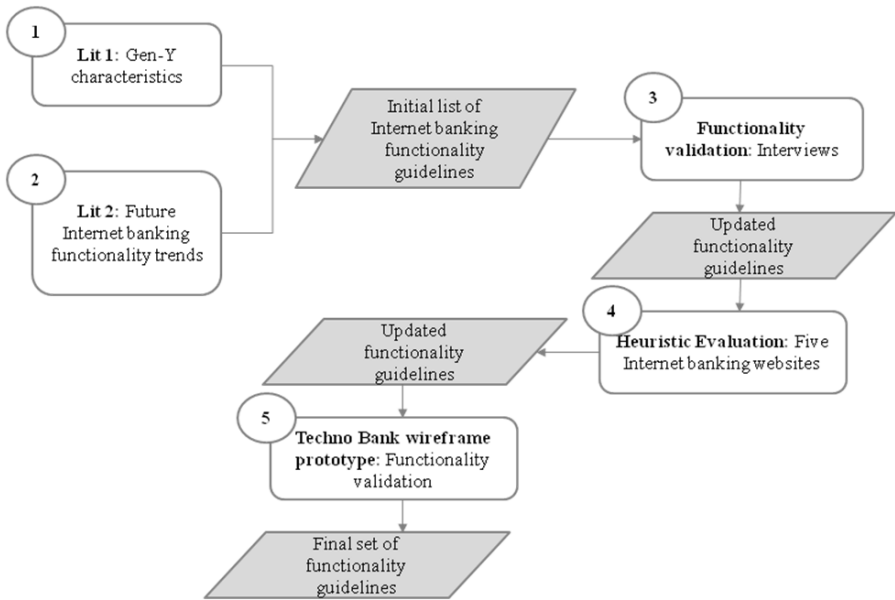 1
Lit 1: Gen-Y
characteristics
2
Lit 2: Future
Internet banking
functionality trends
Initial list of
Internet banking
functionality
guidelines
3
Functionality
validation: Interviews
Updated
functionality
guidelines
4
Heuristic Evaluation: Five
Internet banking websites
Updated
functionality
guidelines
5
Techno Bank wireframe
prototype: Functionality
validation
Final set of
functionality
guidelines